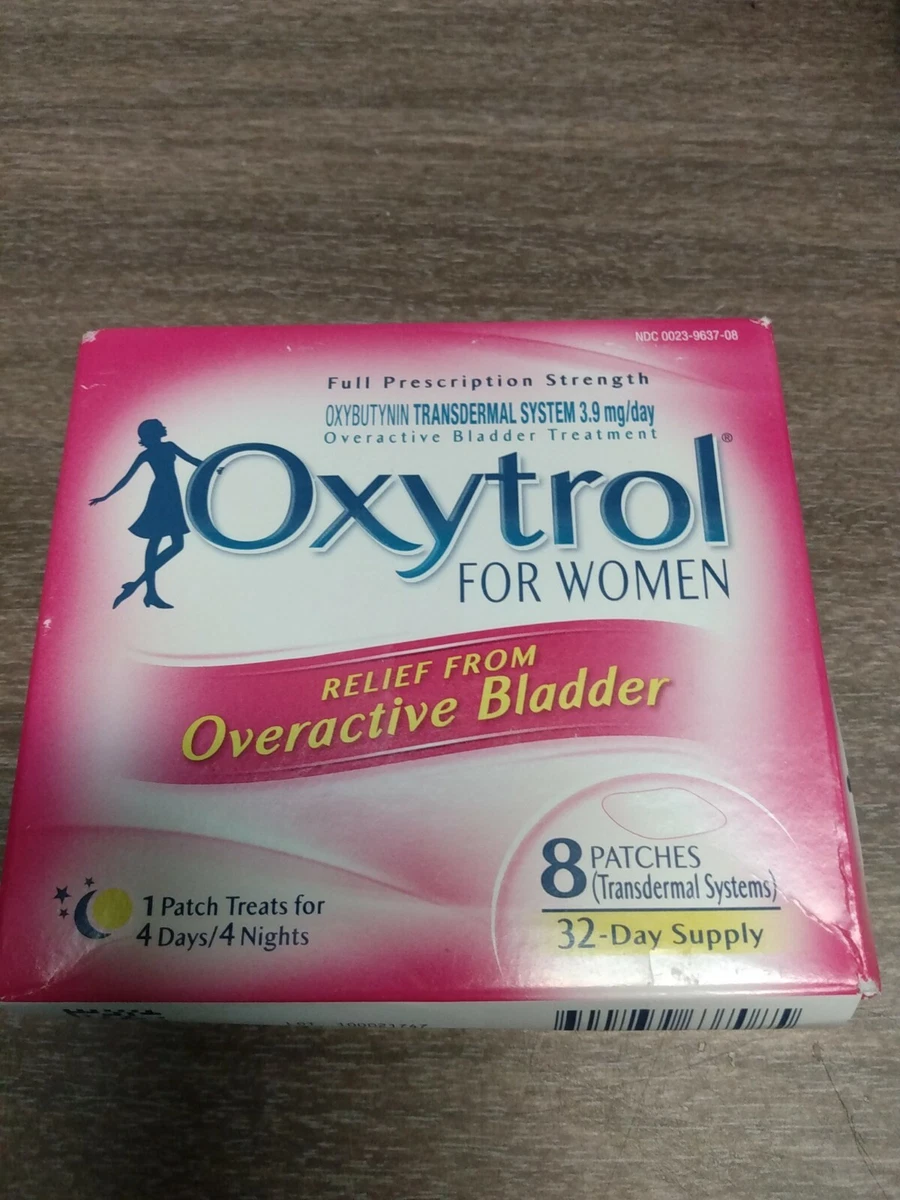 NDC 0023-9637-08
Full Prescription Strength
OXYBUTYNIN TRANSDERMAL SYSTEM 3.9 mg/day
Overactive Bladder Treatment
Oxytrol®
FOR WOMEN
RELIEF FROM
Overactive Bladder
8 PATCHES
(Transdermal Systems)
32-Day Supply
1 Patch Treats for
4 Days/4 Nights
LOT